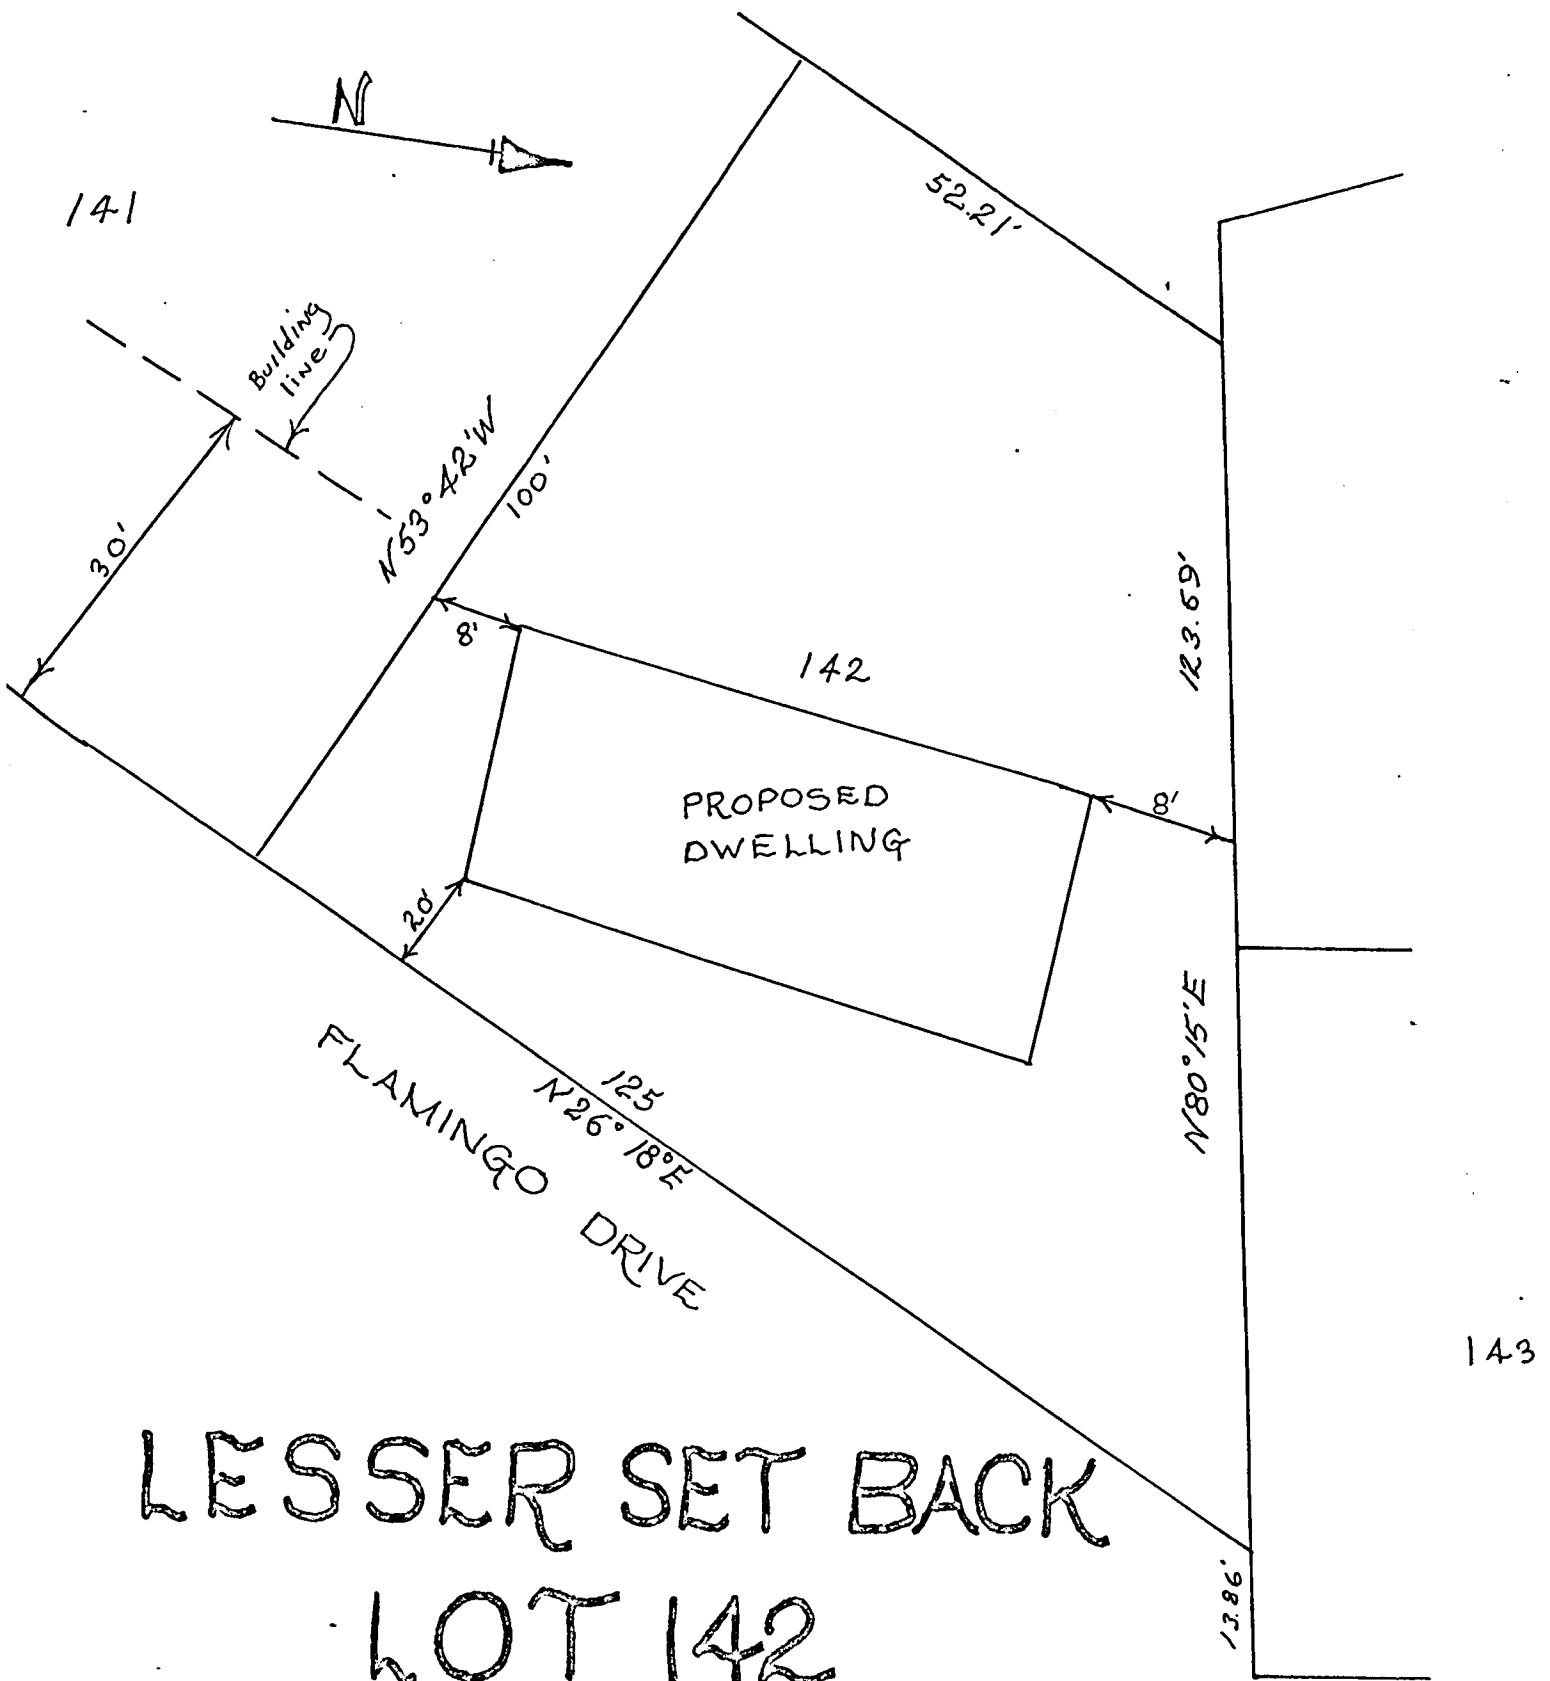 N
141
52.21'
Building
line
N53°42'W
100'
30'
8'
142
123.69'
PROPOSED
DWELLING
8'
20'
N80°15'E
125
N26°18°E
FLAMINGO DRIVE
143
LESSER SET BACK
LOT 142
13.86'